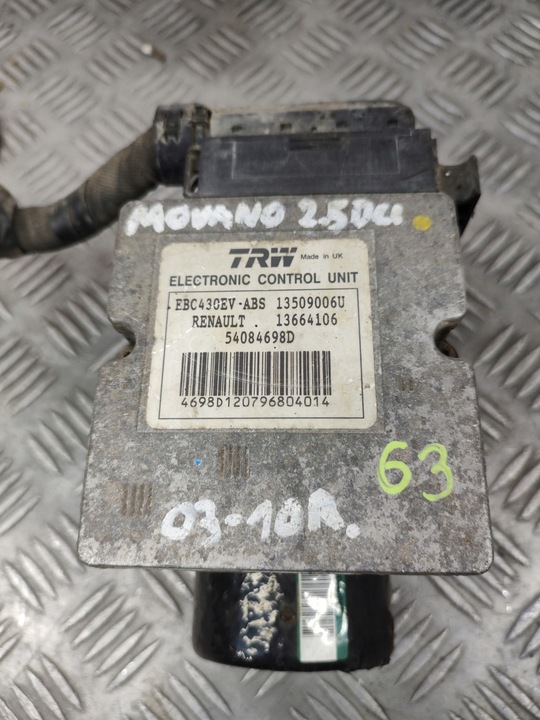 MOVANO 2.5DCi
TRW Made in UK
ELECTRONIC CONTROL UNIT
EBC430EV-ABS 13509006U
RENAULT . 13664106
54084698D
4698D120796804014
63
03-10R.